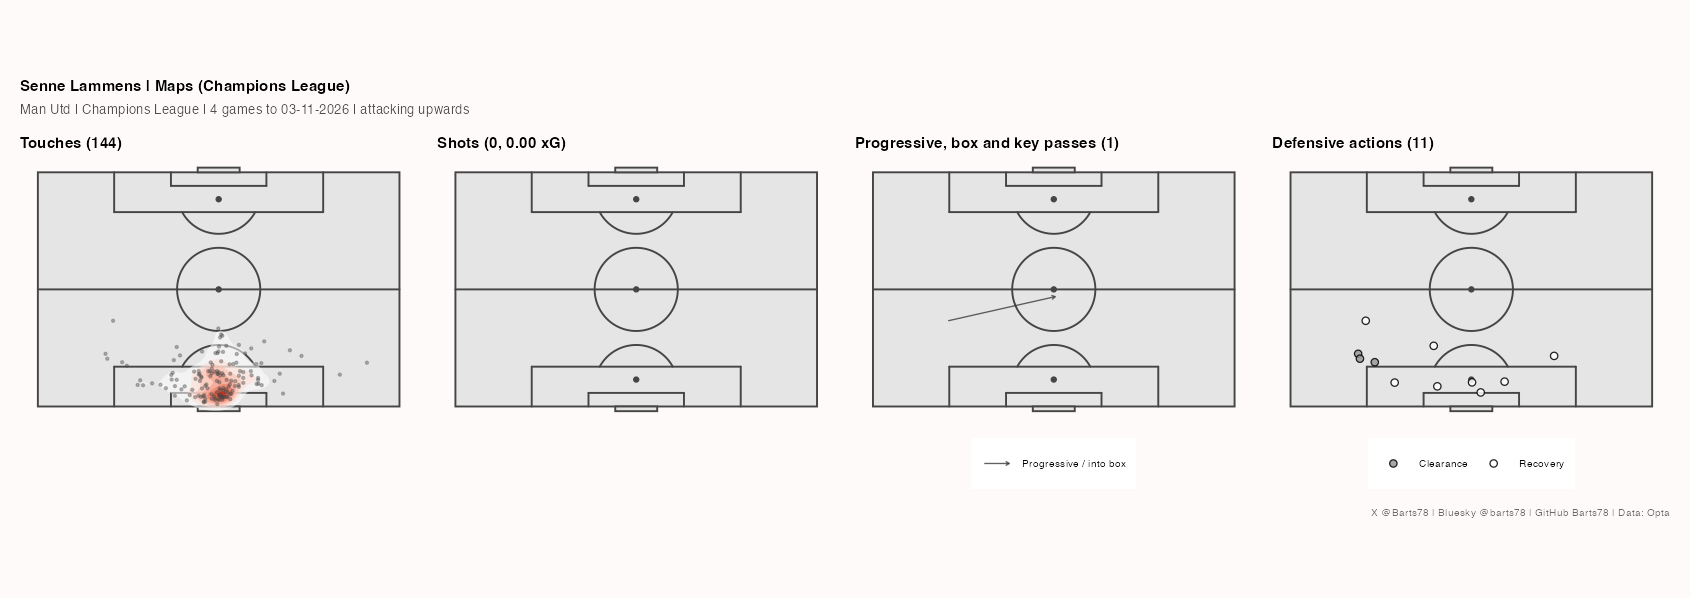 Senne Lammens | Maps (Champions League)
Man Utd | Champions League | 4 games to 03-11-2026 | attacking upwards
Touches (144)
Shots (0, 0.00 xG)
Progressive, box and key passes (1)
Defensive actions (11)
Progressive / into box
Clearance
Recovery
X @Barts78 | Bluesky @barts78 | GitHub Barts78 | Data: Opta